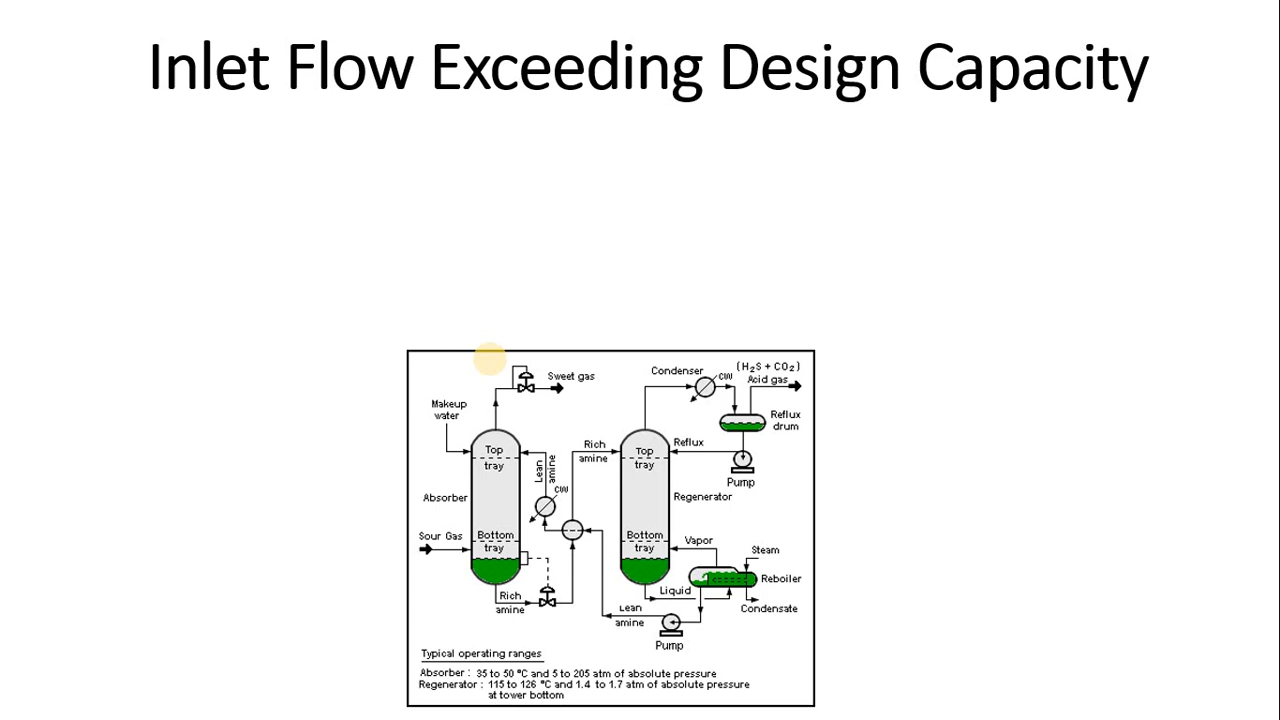 Inlet Flow Exceeding Design Capacity
(H2S + CO2)
Condenser
CW
Acid gas
Sweet gas
Makeup
water
Reflux
drum
Top
tray
Lean
amine
Rich
amine
Top
tray
Reflux
Pump
CW
Absorber
Regenerator
Sour Gas
Bottom
tray
Bottom
tray
Vapor
Steam
Reboiler
Liquid
Rich
amine
Lean
amine
Condensate
Pump
Typical operating ranges
Absorber : 35 to 50 °C and 5 to 205 atm of absolute pressure
Regenerator : 115 to 126 °C and 1.4 to 1.7 atm of absolute pressure
at tower bottom